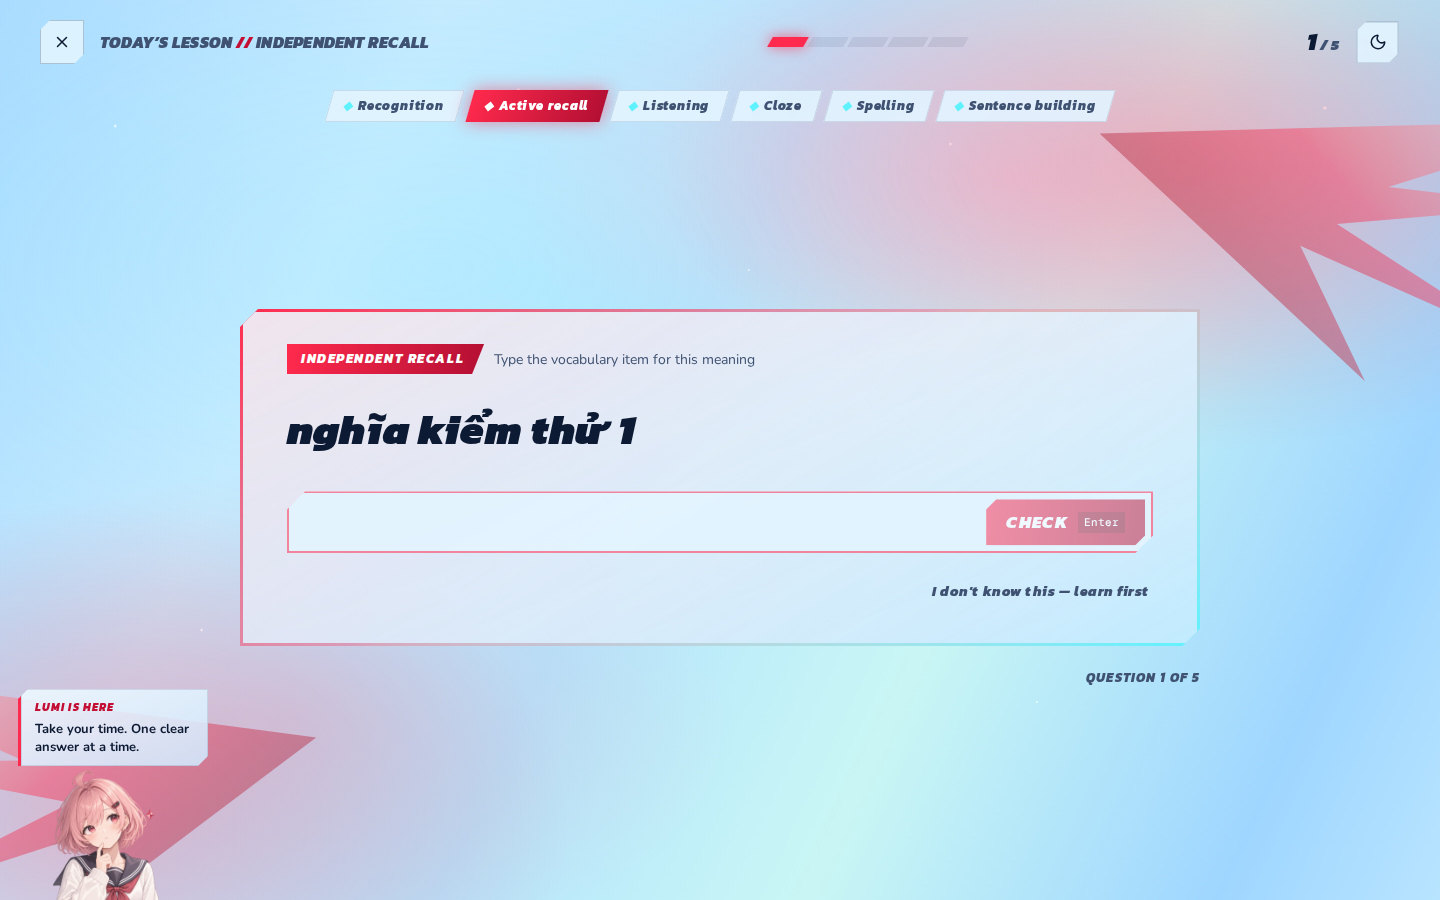 TODAY'S LESSON // INDEPENDENT RECALL
1 / 5
Recognition
Active recall
Listening
Cloze
Spelling
Sentence building
INDEPENDENT RECALL
Type the vocabulary item for this meaning
nghĩa kiểm thử 1
CHECK Enter
I don't know this — learn first
QUESTION 1 OF 5
LUMI IS HERE
Take your time. One clear
answer at a time.